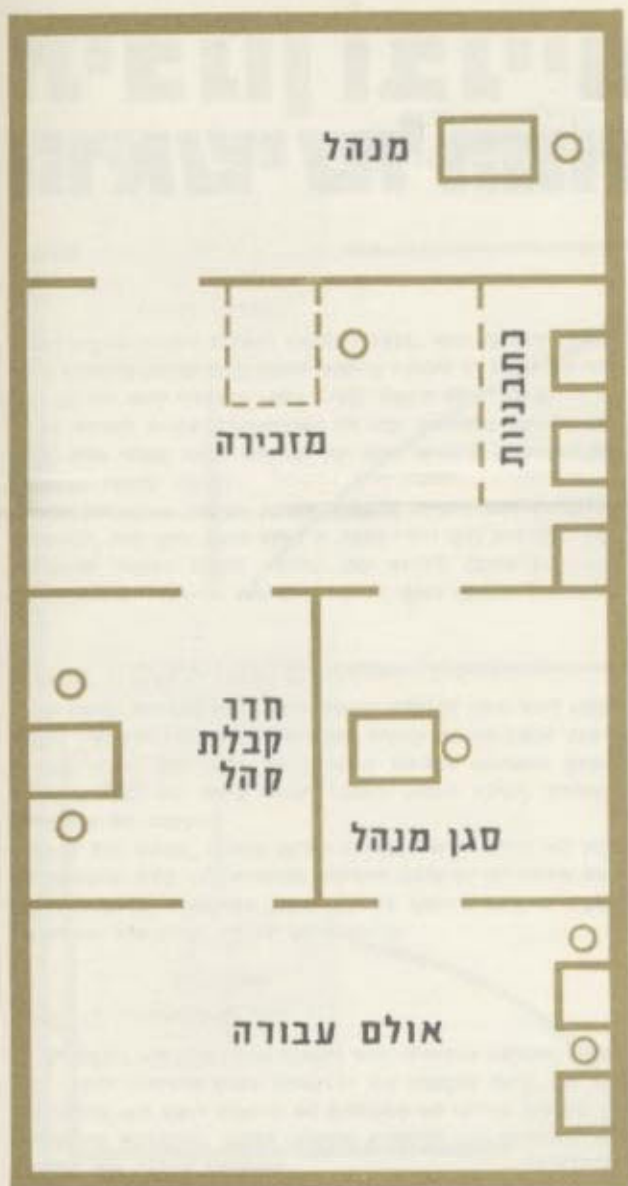 מנהל
מזכירה
כתבניות
חדר
קבלת
קהל
סגן מנהל
אולם עבודה